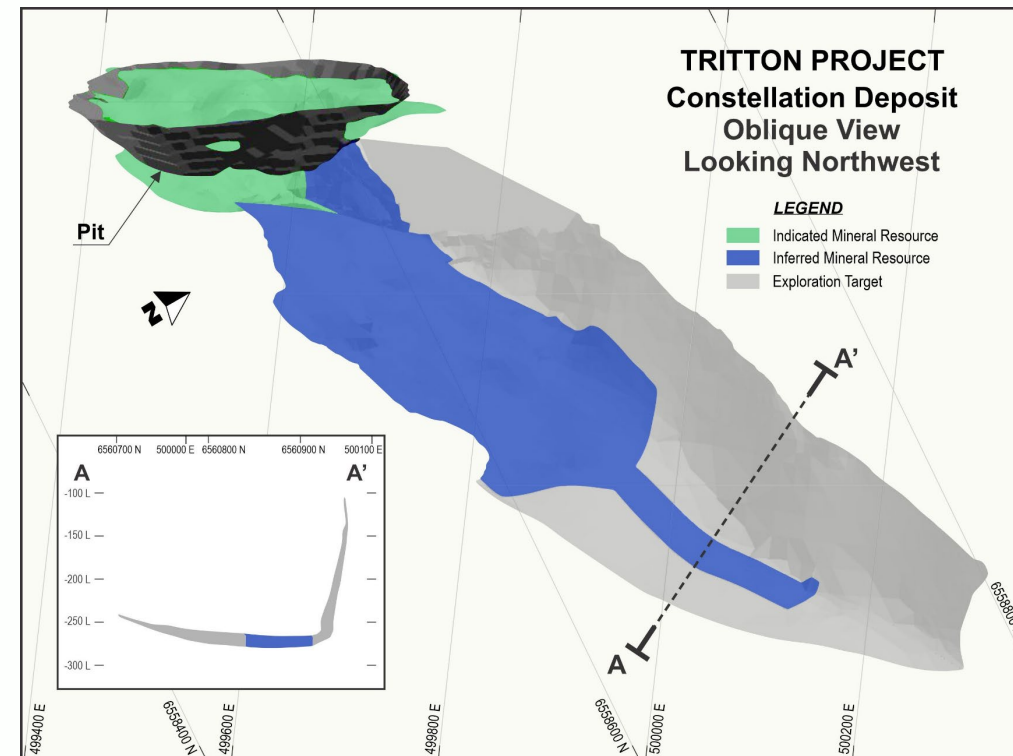 TRITTON PROJECT
Constellation Deposit
Oblique View
Looking Northwest
LEGEND
Indicated Mineral Resource
Inferred Mineral Resource
Exploration Target
Pit
N
A'
A
6560700 N 500000 E 6560800 N 6560900 N 500100 E
A A'
-100 L
-150 L
-200 L
-250 L
-300 L
499400 E
6558400 N
499600 E
499800 E
6558600 N
500000 E
500200 E
6558800